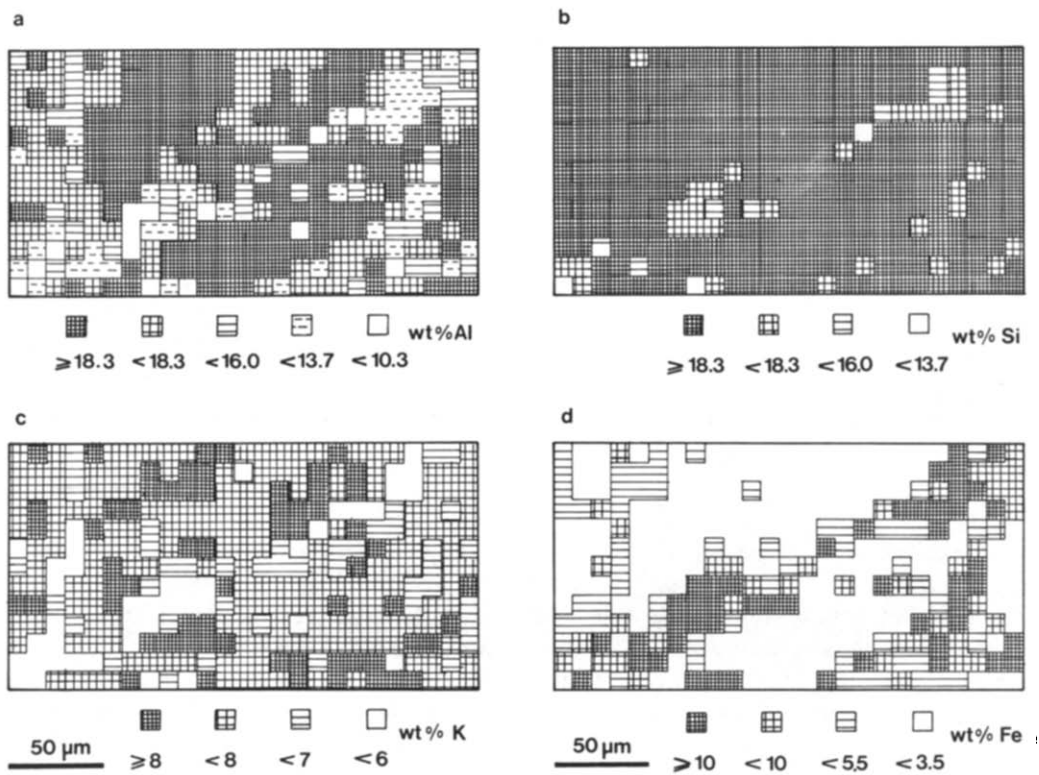 a
b
wt%Al
≥18.3 <18.3 <16.0 <13.7 <10.3
wt% Si
≥18.3 <18.3 <16.0 <13.7
c
d
wt% K
50 µm ≥8 <8 <7 <6
wt% Fe
50 µm ≥10 <10 <5,5 <3.5